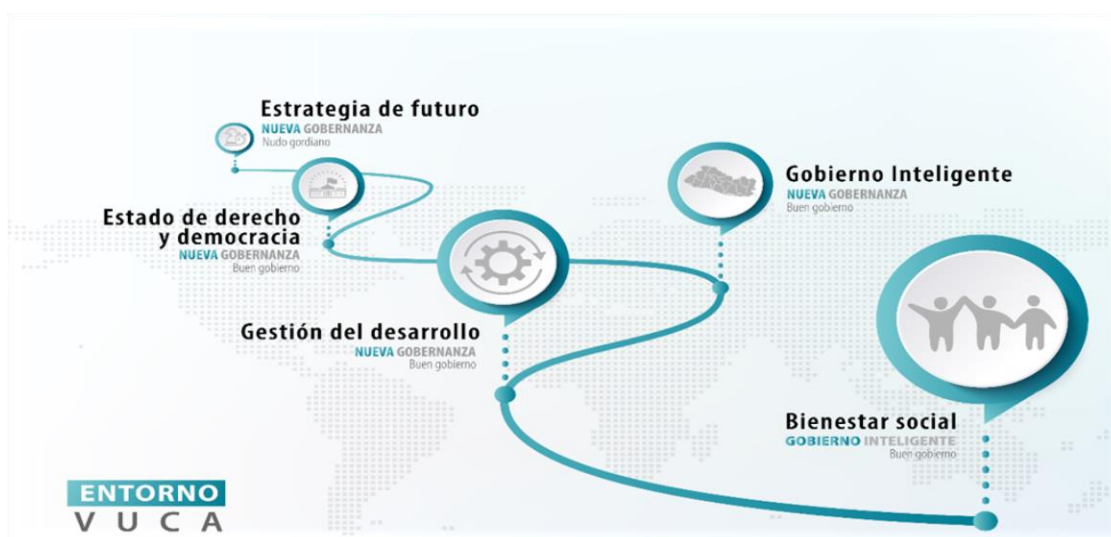 Estrategia de futuro
NUEVA GOBERNANZA
Nudo gordiano
Estado de derecho
y democracia
NUEVA GOBERNANZA
Buen gobierno
Gestión del desarrollo
NUEVA GOBERNANZA
Buen gobierno
Gobierno Inteligente
NUEVA GOBERNANZA
Buen gobierno
Bienestar social
GOBIERNO INTELIGENTE
Buen gobierno
ENTORNO
VUCA